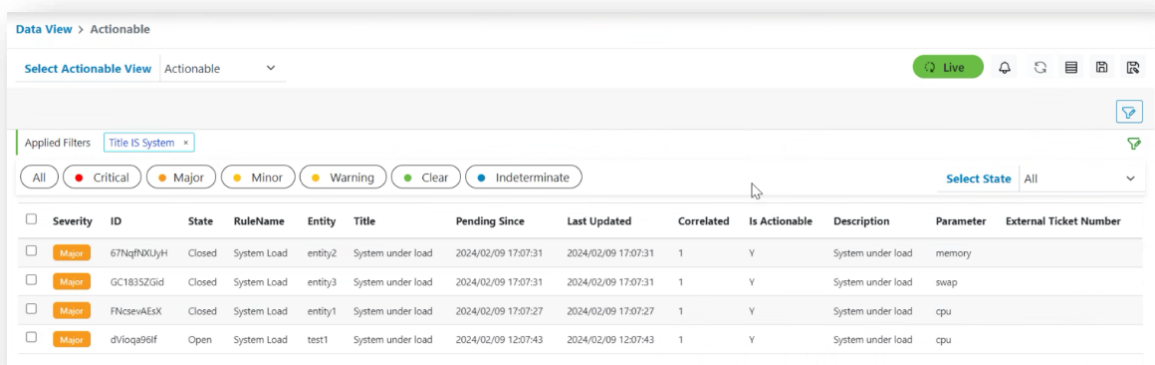 Data View > Actionable
Select Actionable View Actionable Live
Applied Filters Title IS System ×
All Critical Major Minor Warning Clear Indeterminate Select State All
Severity ID State RuleName Entity Title Pending Since Last Updated Correlated Is Actionable Description Parameter External Ticket Number
Major 67NqfNXUyH Closed System Load entity2 System under load 2024/02/09 17:07:31 2024/02/09 17:07:31 1 Y System under load memory
Major GC1835ZGid Closed System Load entity3 System under load 2024/02/09 17:07:31 2024/02/09 17:07:31 1 Y System under load swap
Major FNcsevAEsX Closed System Load entity1 System under load 2024/02/09 17:07:27 2024/02/09 17:07:27 1 Y System under load cpu
Major dVioqa96lf Open System Load test1 System under load 2024/02/09 12:07:43 2024/02/09 12:07:43 1 Y System under load cpu